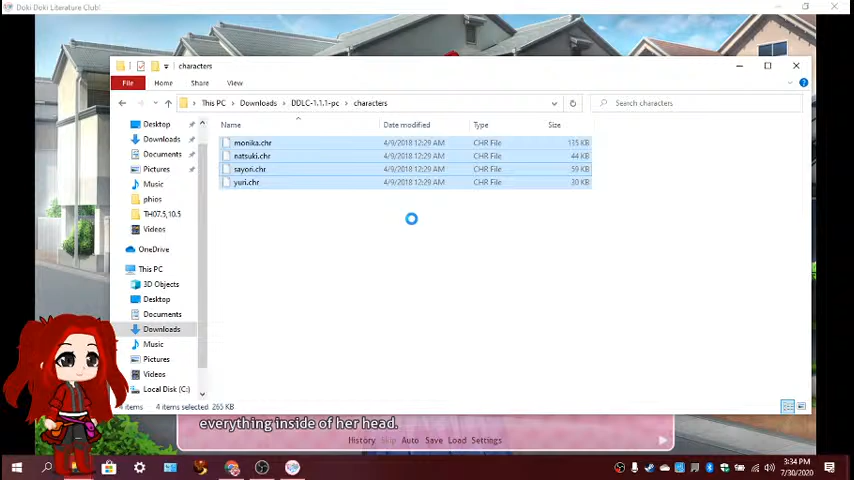 Doki Doki Literature Club!
characters
File Home Share View
This PC Downloads DDLC-1.1.1-pc characters
Search characters
Name Date modified Type Size
monika.chr 4/9/2018 12:29 AM CHR File 135 KB
natsuki.chr 4/9/2018 12:29 AM CHR File 44 KB
sayori.chr 4/9/2018 12:29 AM CHR File 59 KB
yuri.chr 4/9/2018 12:29 AM CHR File 30 KB
Desktop
Downloads
Documents
Pictures
Music
phios
TH07.5,10.5
Videos
OneDrive
This PC
3D Objects
Desktop
Documents
Downloads
Music
Pictures
Videos
Local Disk (C:)
items 4 items selected 265 KB
everything inside of her head.
History Skip Auto Save Load Settings
3:34 PM
7/30/2020